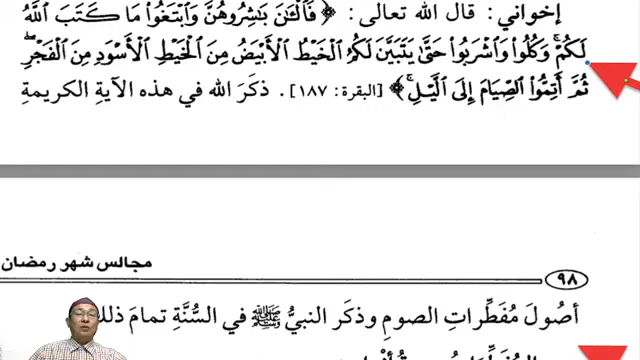 إخواني: قال الله تعالى: ﴿ فَٱلْـَٰٔنَ بَـٰشِرُوهُنَّ وَٱبْتَغُوا۟ مَا كَتَبَ ٱللَّهُ
لَكُمْ ۚ وَكُلُوا۟ وَٱشْرَبُوا۟ حَتَّىٰ يَتَبَيَّنَ لَكُمُ ٱلْخَيْطُ ٱلْأَبْيَضُ مِنَ ٱلْخَيْطِ ٱلْأَسْوَدِ مِنَ ٱلْفَجْرِ ۖ
ثُمَّ أَتِمُّوا۟ ٱلصِّيَامَ إِلَى ٱلَّيْلِ ۚ ﴾ [البقرة: ١٨٧]. ذكَرَ الله في هذه الآيةِ الكريمةِ
مجالس شهر رمضان
٩٨
أصُولَ مُفَطِّراتِ الصومِ وذكَر النبيُّ ﷺ في السُّنَّةِ تمامَ ذلك